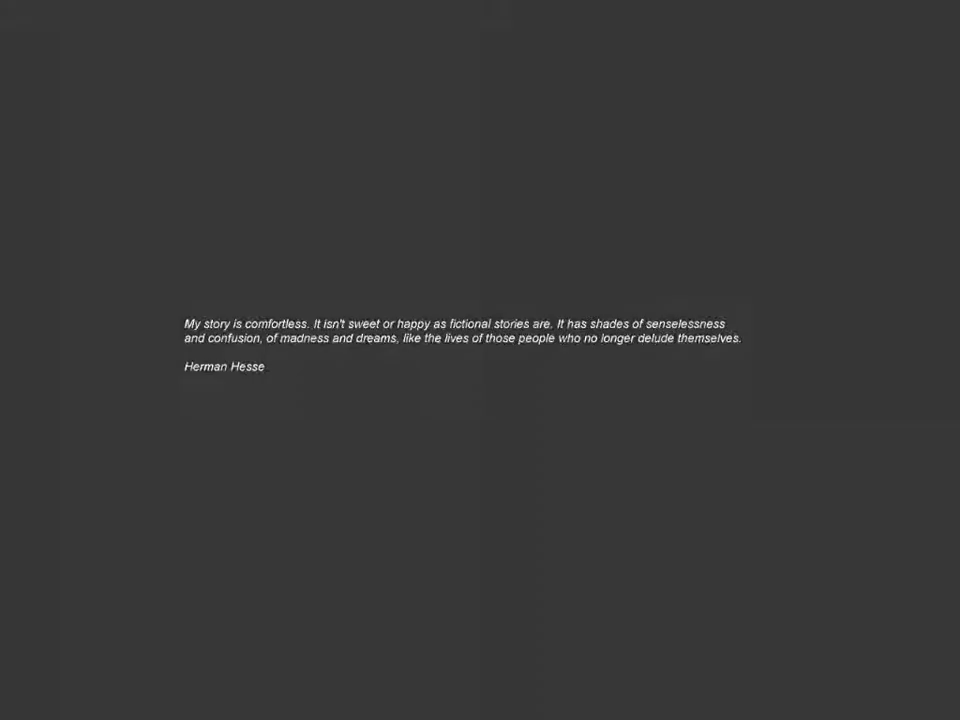 My story is comfortless. It isn't sweet or happy as fictional stories are. It has shades of senselessness
and confusion, of madness and dreams, like the lives of those people who no longer delude themselves.
Herman Hesse